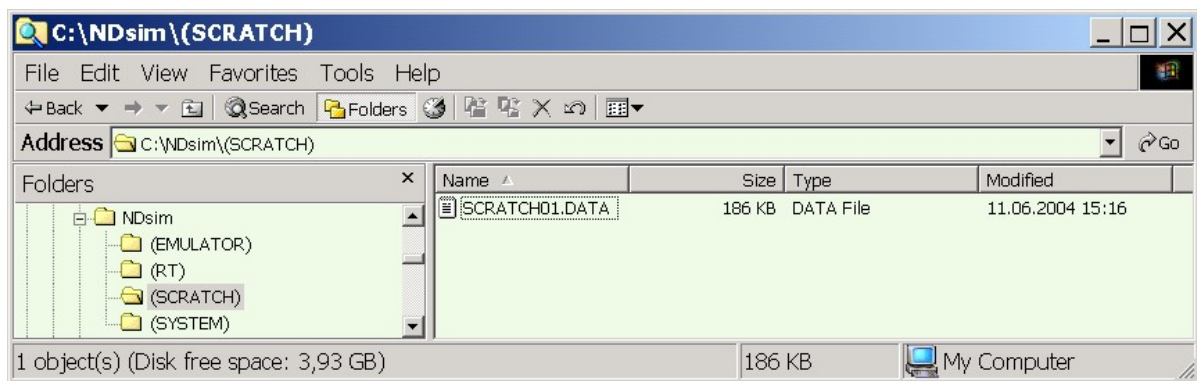 C:\NDsim\(SCRATCH)
File Edit View Favorites Tools Help
Back Search Folders
Address C:\NDsim\(SCRATCH) Go
Folders
NDsim
(EMULATOR)
(RT)
(SCRATCH)
(SYSTEM)
Name Size Type Modified
SCRATCH01.DATA 186 KB DATA File 11.06.2004 15:16
1 object(s) (Disk free space: 3,93 GB) 186 KB My Computer